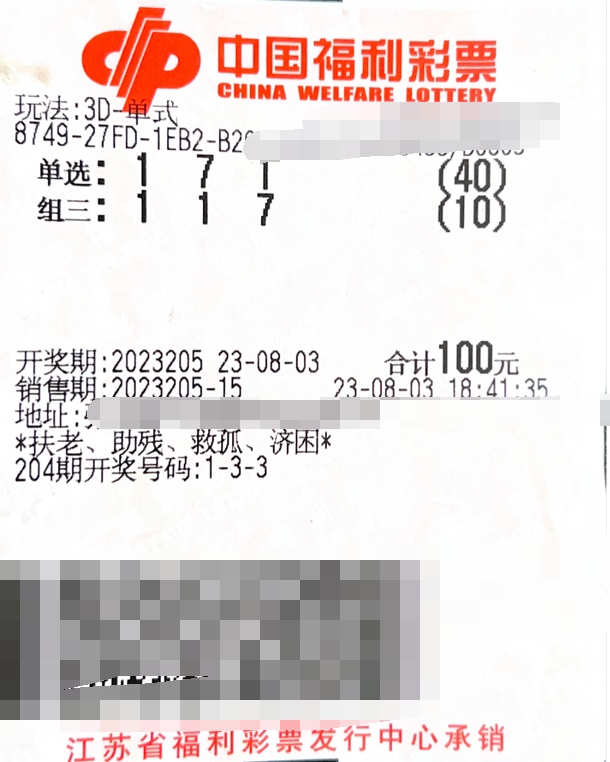 中国福利彩票
CHINA WELFARE LOTTERY
玩法:3D-单式
8749-27FD-1EB2-B2
单选: 1 7 1 (40)
组三: 1 1 7 (10)
开奖期:2023205 23-08-03 合计100元
销售期:2023205-15 23-08-03 18:41:35
地址:
*扶老、助残、救孤、济困*
204期开奖号码:1-3-3
江苏省福利彩票发行中心承销